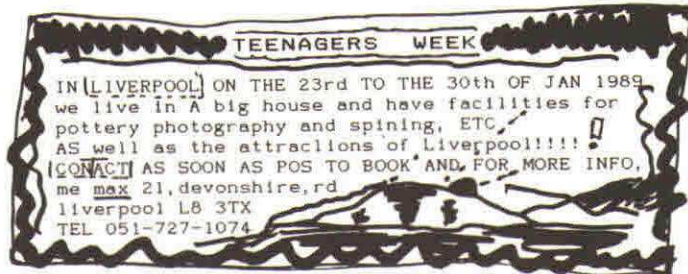 TEENAGERS WEEK
IN LIVERPOOL ON THE 23rd TO THE 30th OF JAN 1989
we live in A big house and have facilities for
pottery photography and spining, ETC
AS well as the attraclions of Liverpool!!!! !
CONACT AS SOON AS POS TO BOOK AND FOR MORE INFO,
me max 21,devonshire,rd
liverpool L8 3TX
TEL 051-727-1074